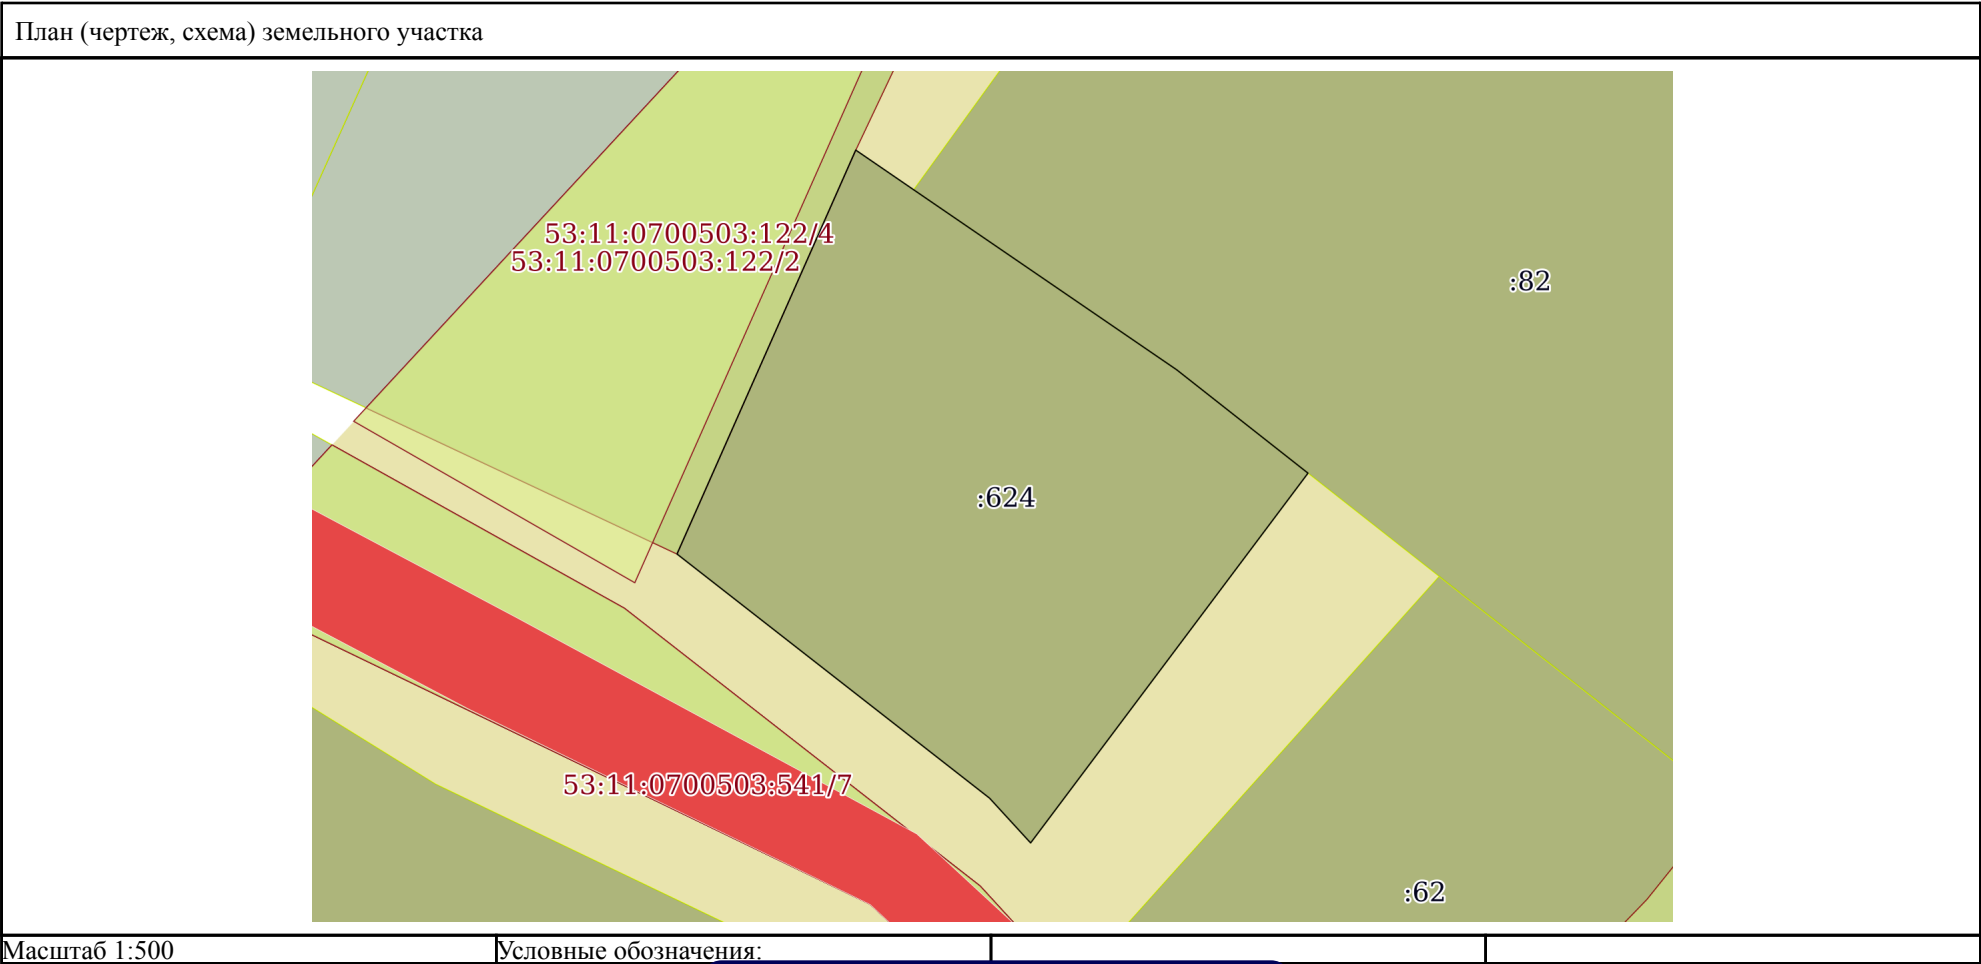 План (чертеж, схема) земельного участка
53:11:0700503:122/4
53:11:0700503:122/2
:82
:624
53:11:0700503:541/7
:62
Масштаб 1:500
Условные обозначения: